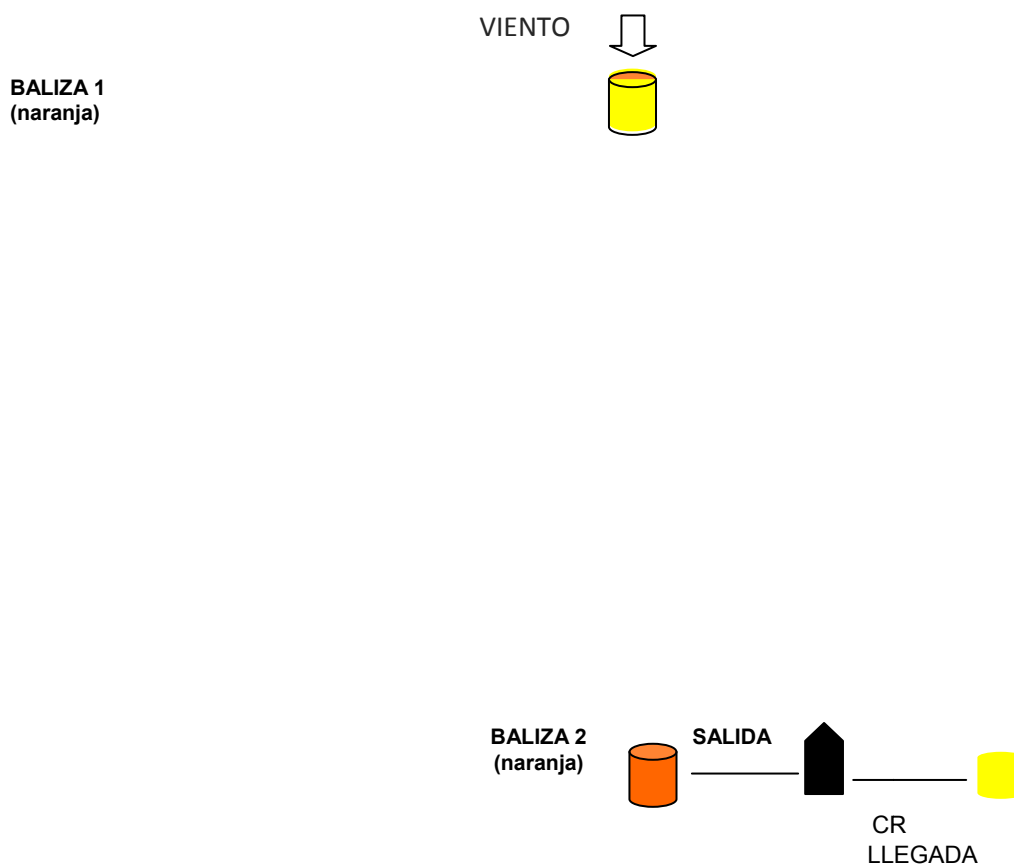 VIENTO
BALIZA 1
(naranja)
BALIZA 2
(naranja)
SALIDA
CR
LLEGADA